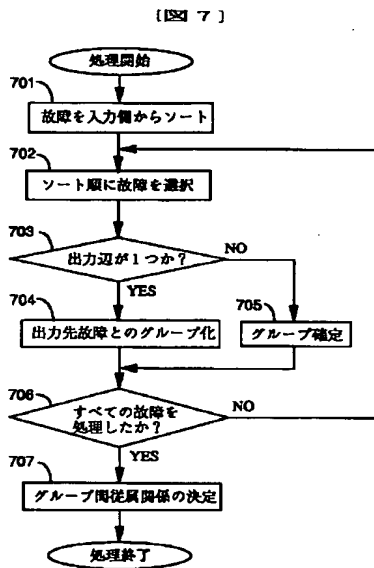 ［図 7］
処理開始
701
故障を入力側からソート
702
ソート順に故障を選択
703
出力辺が1つか？
NO
YES
704
出力先故障とのグループ化
705
グループ確定
706
すべての故障を
処理したか？
NO
YES
707
グループ間従属関係の決定
処理終了